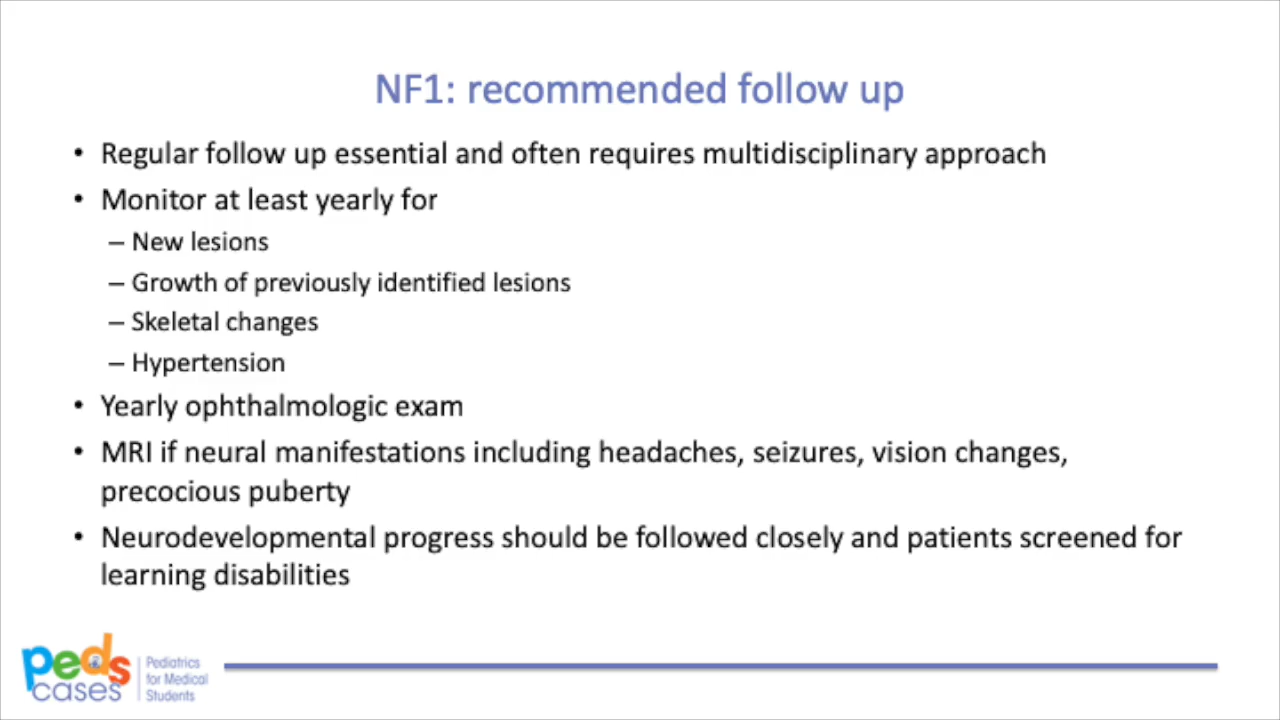 NF1: recommended follow up
• Regular follow up essential and often requires multidisciplinary approach
• Monitor at least yearly for
– New lesions
– Growth of previously identified lesions
– Skeletal changes
– Hypertension
• Yearly ophthalmologic exam
• MRI if neural manifestations including headaches, seizures, vision changes,
precocious puberty
• Neurodevelopmental progress should be followed closely and patients screened for
learning disabilities
peds
cases
Pediatrics
for Medical
Students